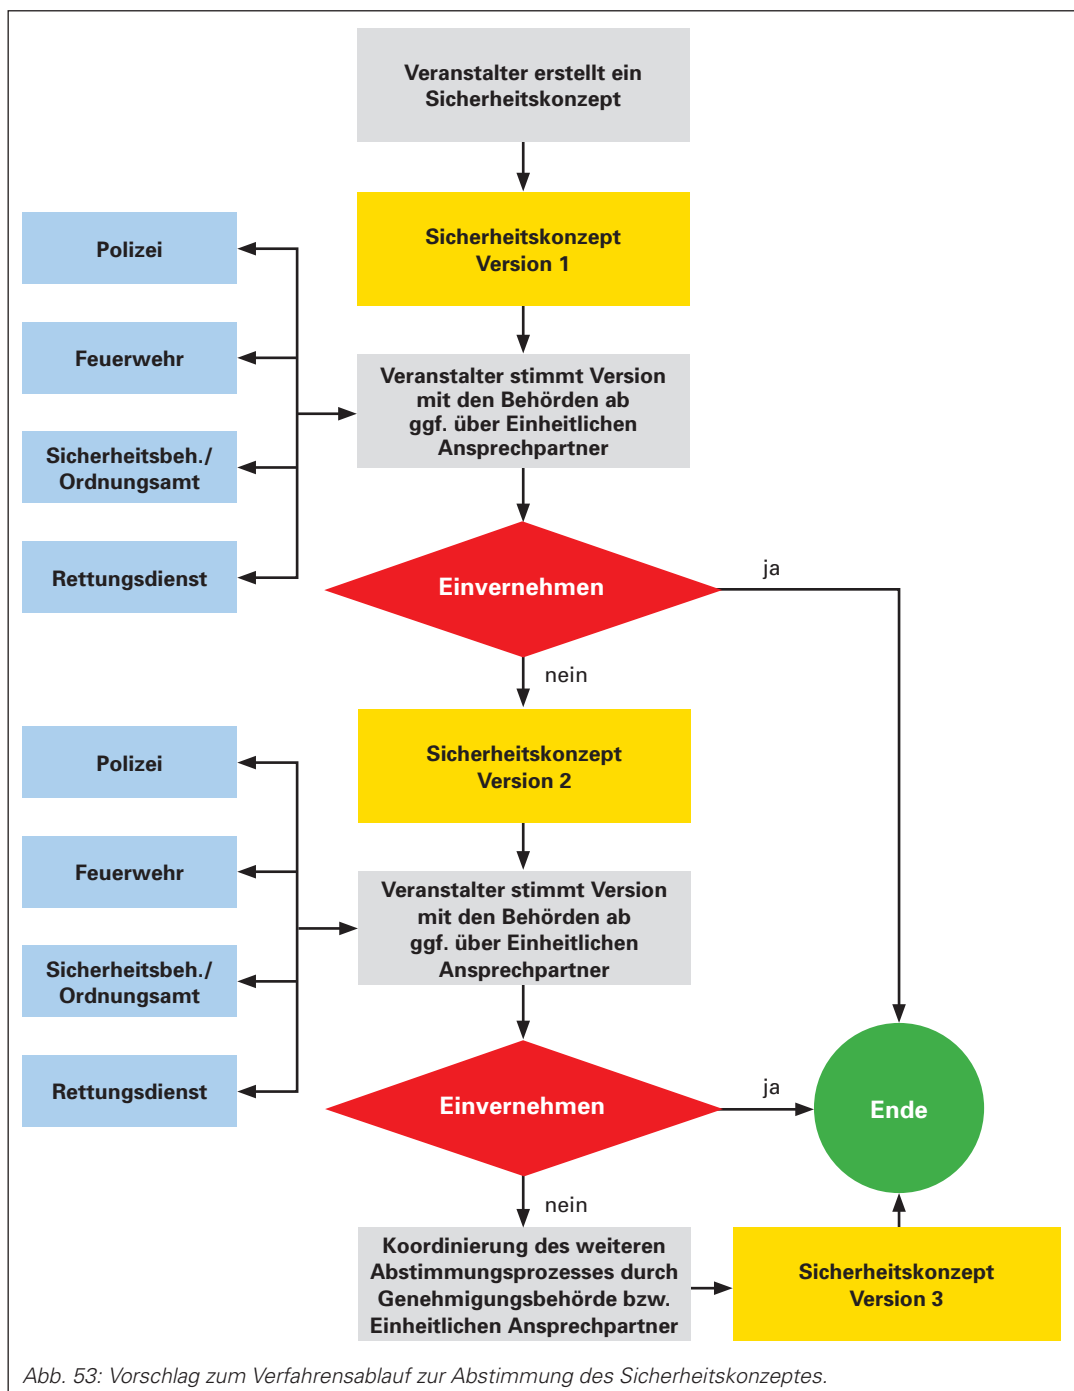 Veranstalter erstellt ein
Sicherheitskonzept
Sicherheitskonzept
Version 1
Polizei
Feuerwehr
Sicherheitsbeh./
Ordnungsamt
Rettungsdienst
Veranstalter stimmt Version
mit den Behörden ab
ggf. über Einheitlichen
Ansprechpartner
Einvernehmen
ja
nein
Sicherheitskonzept
Version 2
Polizei
Feuerwehr
Sicherheitsbeh./
Ordnungsamt
Rettungsdienst
Veranstalter stimmt Version
mit den Behörden ab
ggf. über Einheitlichen
Ansprechpartner
Einvernehmen
ja
Ende
nein
Koordinierung des weiteren
Abstimmungsprozesses durch
Genehmigungsbehörde bzw.
Einheitlichen Ansprechpartner
Sicherheitskonzept
Version 3
Abb. 53: Vorschlag zum Verfahrensablauf zur Abstimmung des Sicherheitskonzeptes.